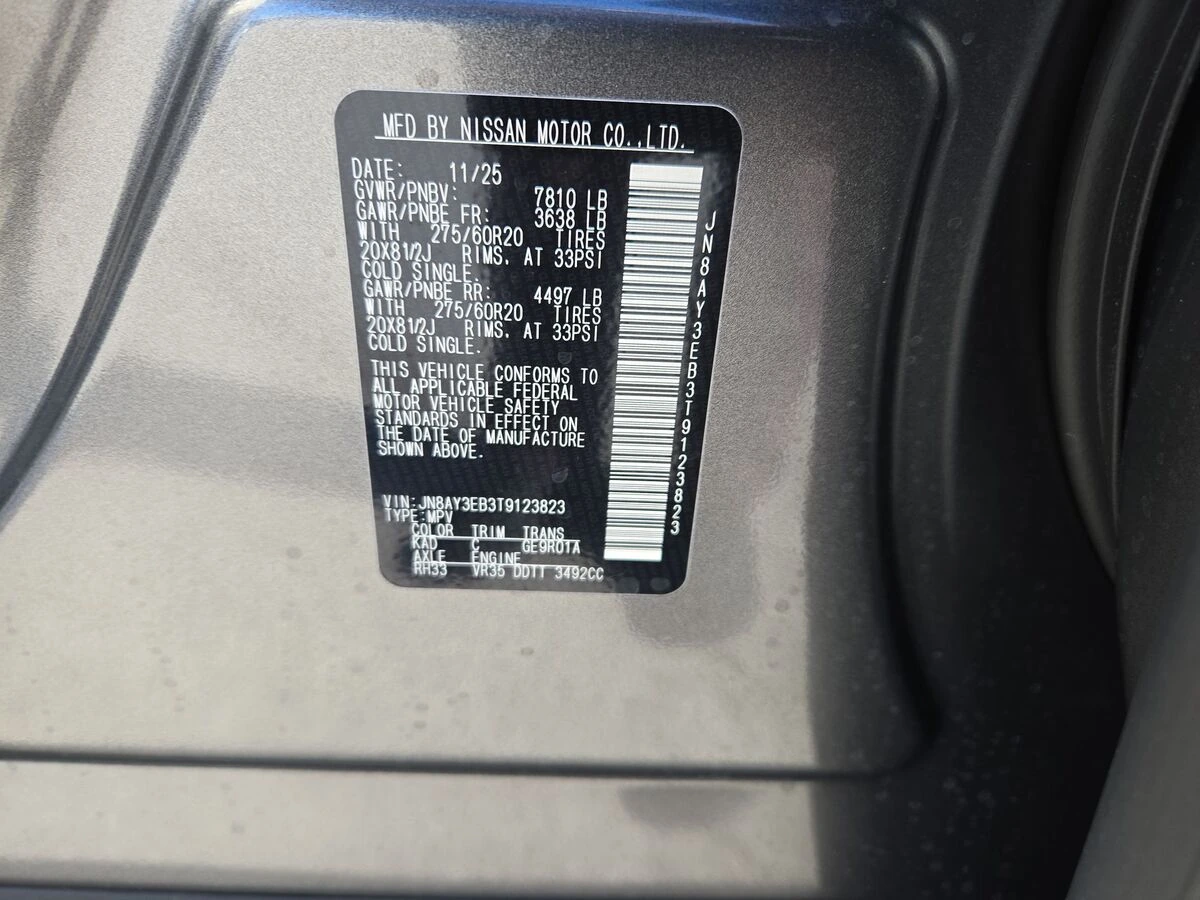 MFD BY NISSAN MOTOR CO.,LTD.
DATE: 11/25
GVWR/PNBV: 7810 LB
GAWR/PNBE FR: 3638 LB
WITH 275/60R20 TIRES
20X81/2J RIMS, AT 33PSI
COLD SINGLE.
GAWR/PNBE RR: 4497 LB
WITH 275/60R20 TIRES
20X81/2J RIMS, AT 33PSI
COLD SINGLE.
THIS VEHICLE CONFORMS TO
ALL APPLICABLE FEDERAL
MOTOR VEHICLE SAFETY
STANDARDS IN EFFECT ON
THE DATE OF MANUFACTURE
SHOWN ABOVE.
VIN:JN8AY3EB3T9123823
TYPE:MPV
COLOR TRIM TRANS
KAD C GE9R01A
AXLE ENGINE
RH33 VR35 DDTT 3492CC
JN8AY3EB3T9123823